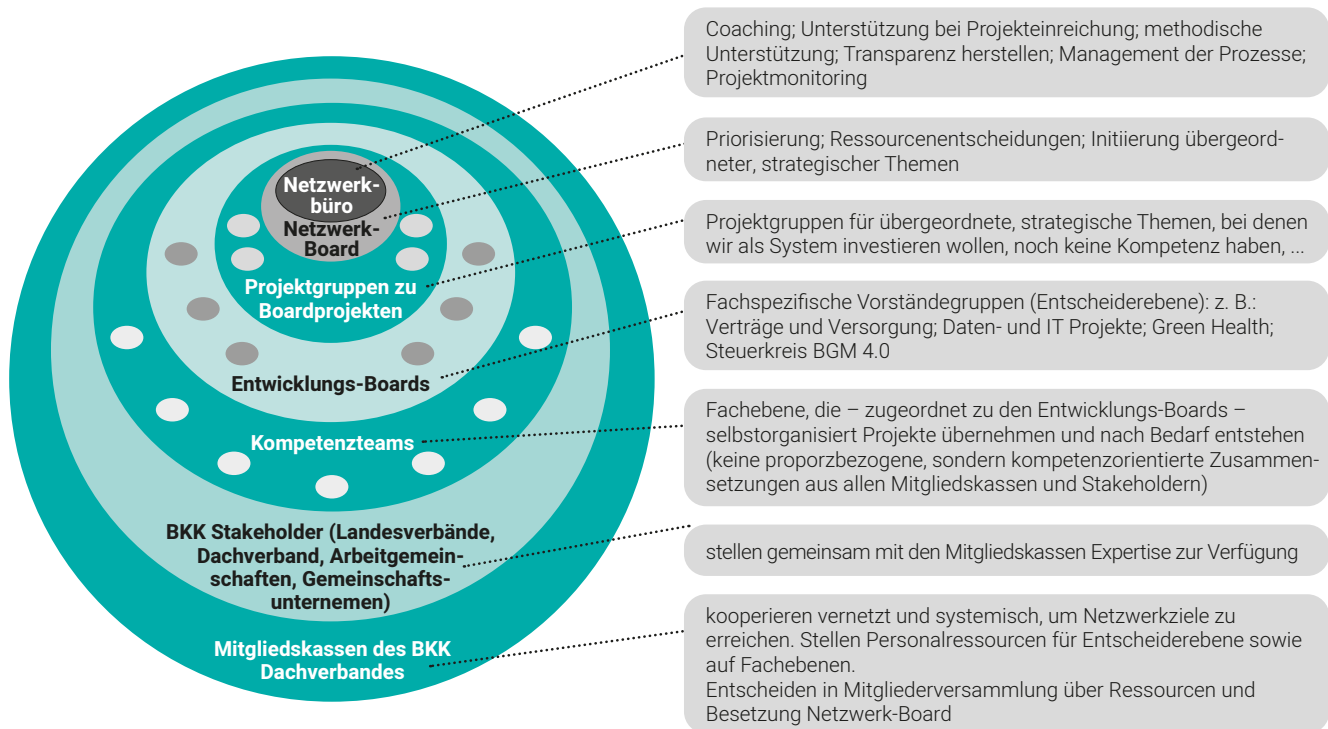 Netzwerk-
büro
Netzwerk-
Board
Projektgruppen zu
Boardprojekten
Entwicklungs-Boards
Kompetenzteams
BKK Stakeholder (Landesverbände,
Dachverband, Arbeitgemein-
schaften, Gemeinschafts-
unternemen)
Mitgliedskassen des BKK
Dachverbandes
Coaching; Unterstützung bei Projekteinreichung; methodische
Unterstützung; Transparenz herstellen; Management der Prozesse;
Projektmonitoring
Priorisierung; Ressourcenentscheidungen; Initiierung übergeord-
neter, strategischer Themen
Projektgruppen für übergeordnete, strategische Themen, bei denen
wir als System investieren wollen, noch keine Kompetenz haben, ...
Fachspezifische Vorständegruppen (Entscheiderebene): z. B.:
Verträge und Versorgung; Daten- und IT Projekte; Green Health;
Steuerkreis BGM 4.0
Fachebene, die – zugeordnet zu den Entwicklungs-Boards –
selbstorganisiert Projekte übernehmen und nach Bedarf entstehen
(keine proporzbezogene, sondern kompetenzorientierte Zusammen-
setzungen aus allen Mitgliedskassen und Stakeholdern)
stellen gemeinsam mit den Mitgliedskassen Expertise zur Verfügung
kooperieren vernetzt und systemisch, um Netzwerkziele zu
erreichen. Stellen Personalressourcen für Entscheiderebene sowie
auf Fachebenen.
Entscheiden in Mitgliederversammlung über Ressourcen und
Besetzung Netzwerk-Board